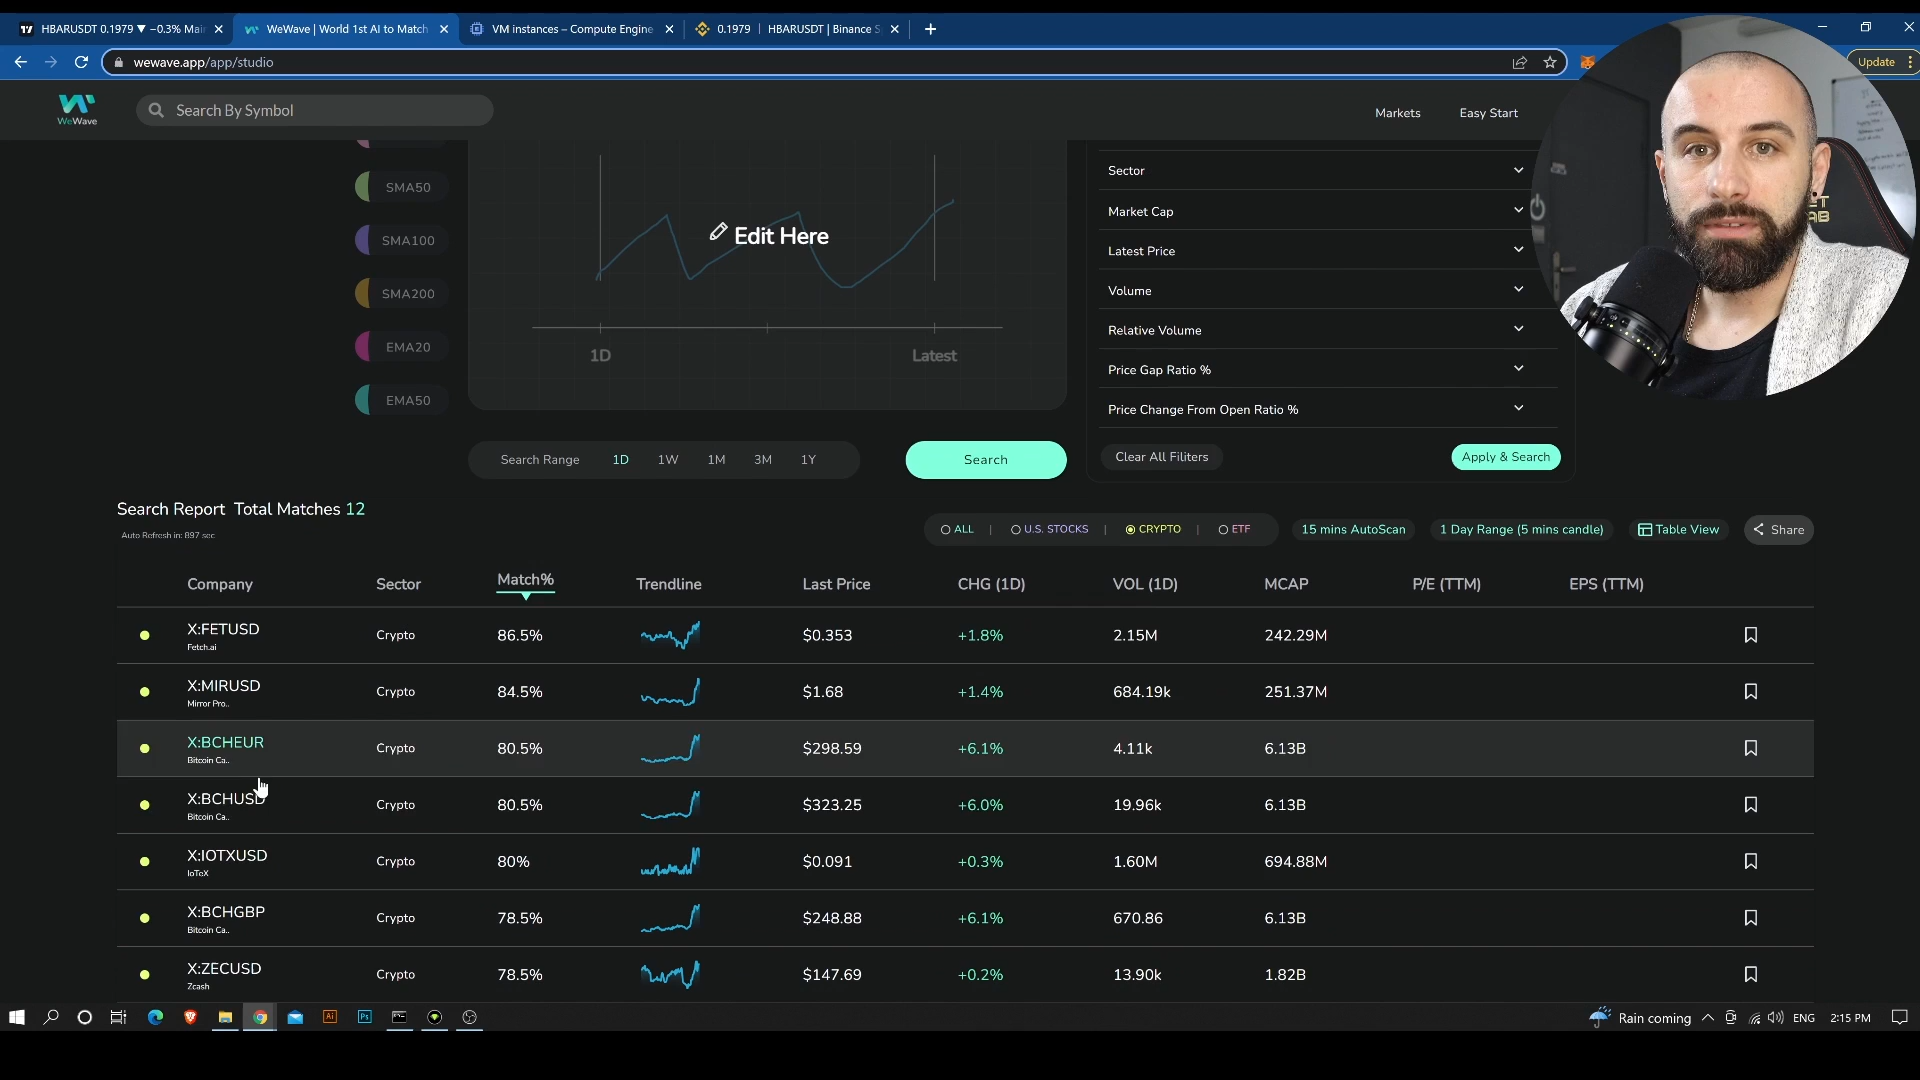 HBARUSDT 0.1979 ▼ −0.3% Mai
WeWave | World 1st AI to Match
VM instances – Compute Engine
0.1979 | HBARUSDT | Binance S
wewave.app/app/studio
Update
WeWave
Search By Symbol
Markets
Easy Start
SMA50
SMA100
SMA200
EMA20
EMA50
Edit Here
1D
Latest
Sector
Market Cap
Latest Price
Volume
Relative Volume
Price Gap Ratio %
Price Change From Open Ratio %
Search Range 1D 1W 1M 3M 1Y
Search
Clear All Filiters
Apply & Search
Search Report Total Matches 12
Auto Refresh in: 897 sec
ALL | U.S. STOCKS | CRYPTO | ETF
15 mins AutoScan
1 Day Range (5 mins candle)
Table View
Share
Company Sector Match% Trendline Last Price CHG (1D) VOL (1D) MCAP P/E (TTM) EPS (TTM)
X:FETUSD Crypto 86.5% $0.353 +1.8% 2.15M 242.29M
Fetch.ai
X:MIRUSD Crypto 84.5% $1.68 +1.4% 684.19k 251.37M
Mirror Pro..
X:BCHEUR Crypto 80.5% $298.59 +6.1% 4.11k 6.13B
Bitcoin Ca..
X:BCHUSD Crypto 80.5% $323.25 +6.0% 19.96k 6.13B
Bitcoin Ca..
X:IOTXUSD Crypto 80% $0.091 +0.3% 1.60M 694.88M
IoTeX
X:BCHGBP Crypto 78.5% $248.88 +6.1% 670.86 6.13B
Bitcoin Ca..
X:ZECUSD Crypto 78.5% $147.69 +0.2% 13.90k 1.82B
Zcash
Ai
Ps
Rain coming
ENG
2:15 PM